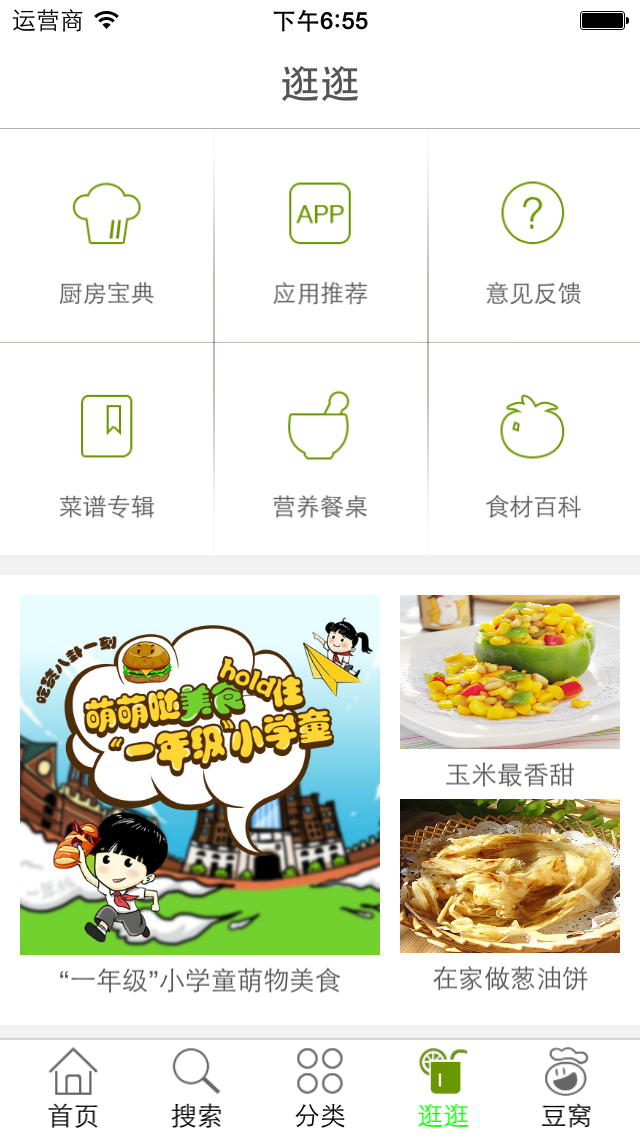 运营商 下午6:55
逛逛
APP ?
厨房宝典 应用推荐 意见反馈
菜谱专辑 营养餐桌 食材百科
吃货八卦一刻
萌萌哒美食hold住
“一年级”小学童
一年级
玉米最香甜
“一年级”小学童萌物美食
在家做葱油饼
首页 搜索 分类 逛逛 豆窝